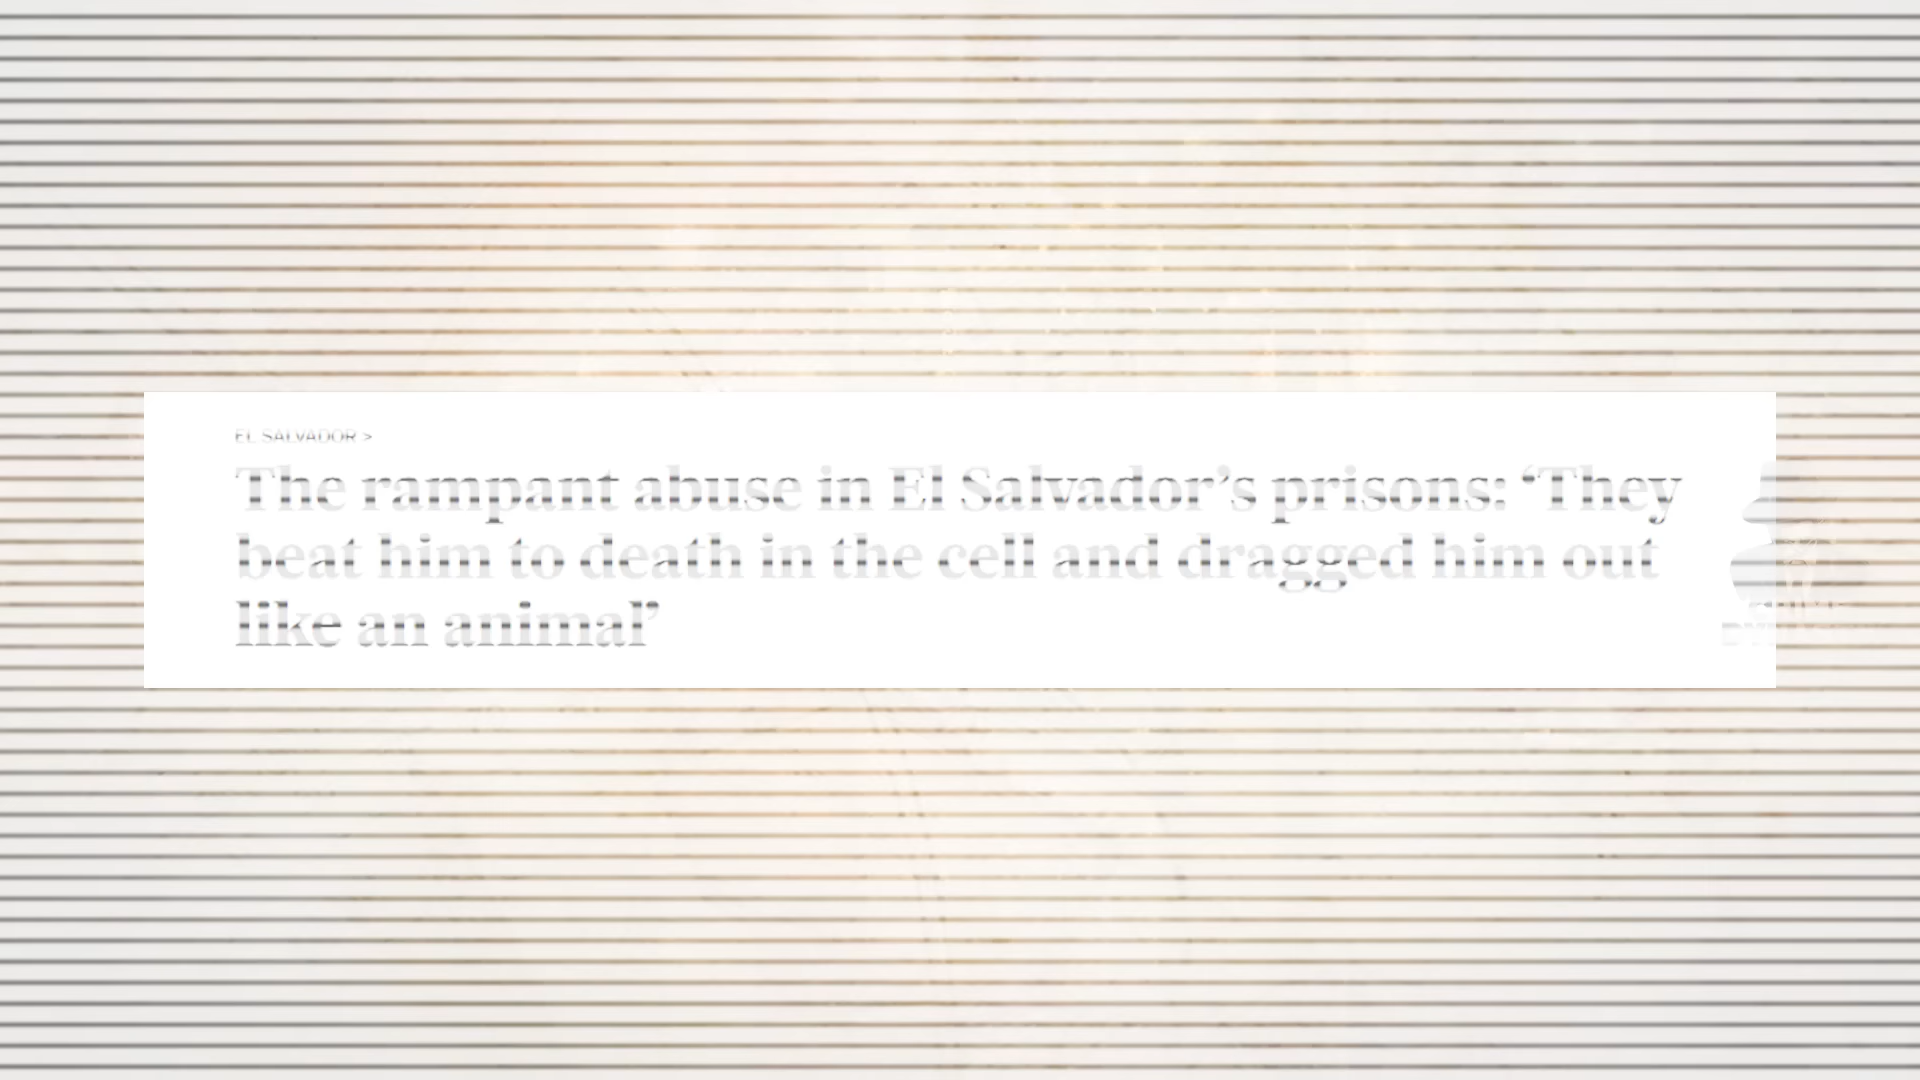 EL SALVADOR >
The rampant abuse in El Salvador’s prisons: ‘They
beat him to death in the cell and dragged him out
like an animal’